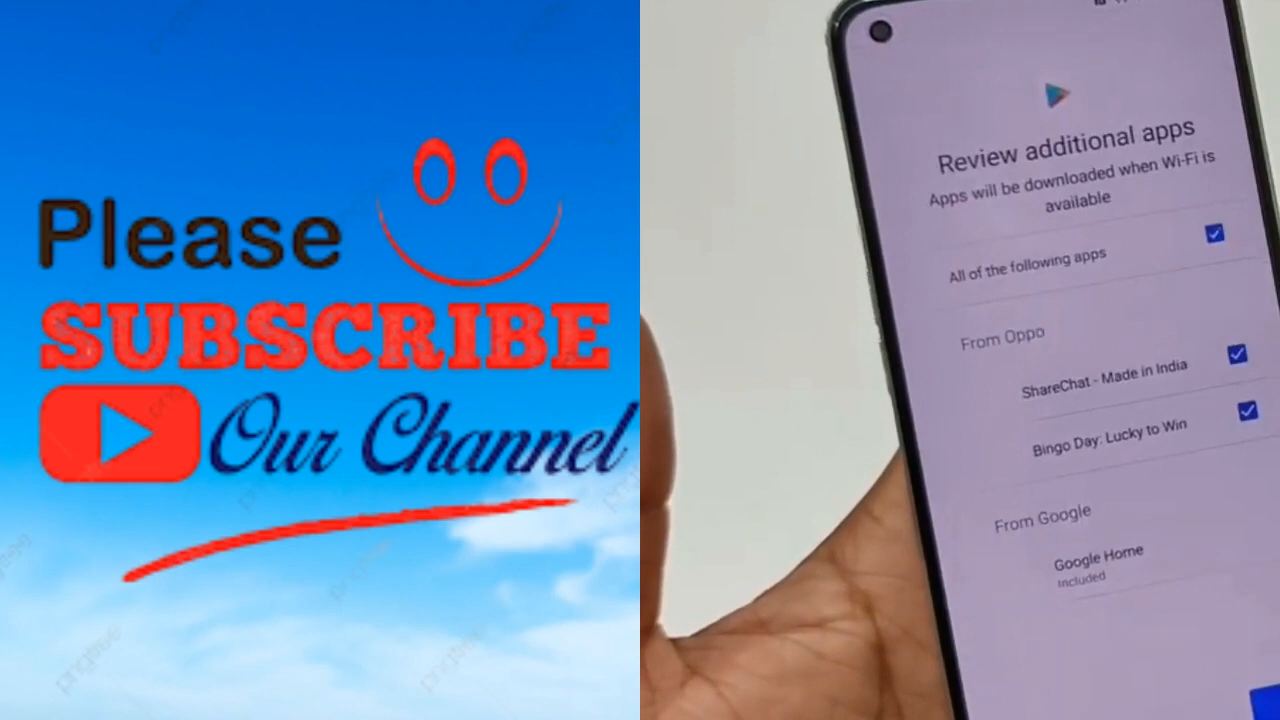 Please
SUBSCRIBE
Our Channel
Review additional apps
Apps will be downloaded when Wi-Fi is
available
All of the following apps
From Oppo
ShareChat - Made in India
Bingo Day: Lucky to Win
From Google
Google Home
Included